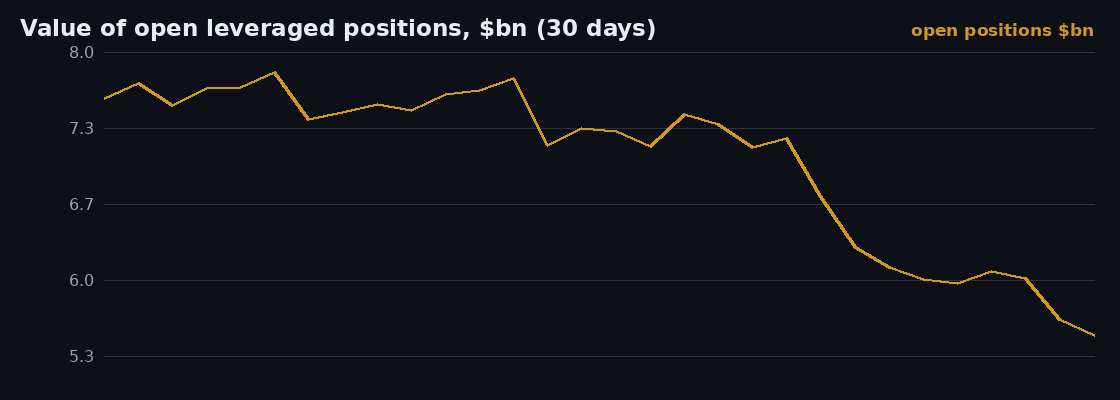 Value of open leveraged positions, $bn (30 days)
open positions $bn
8.0
7.3
6.7
6.0
5.3